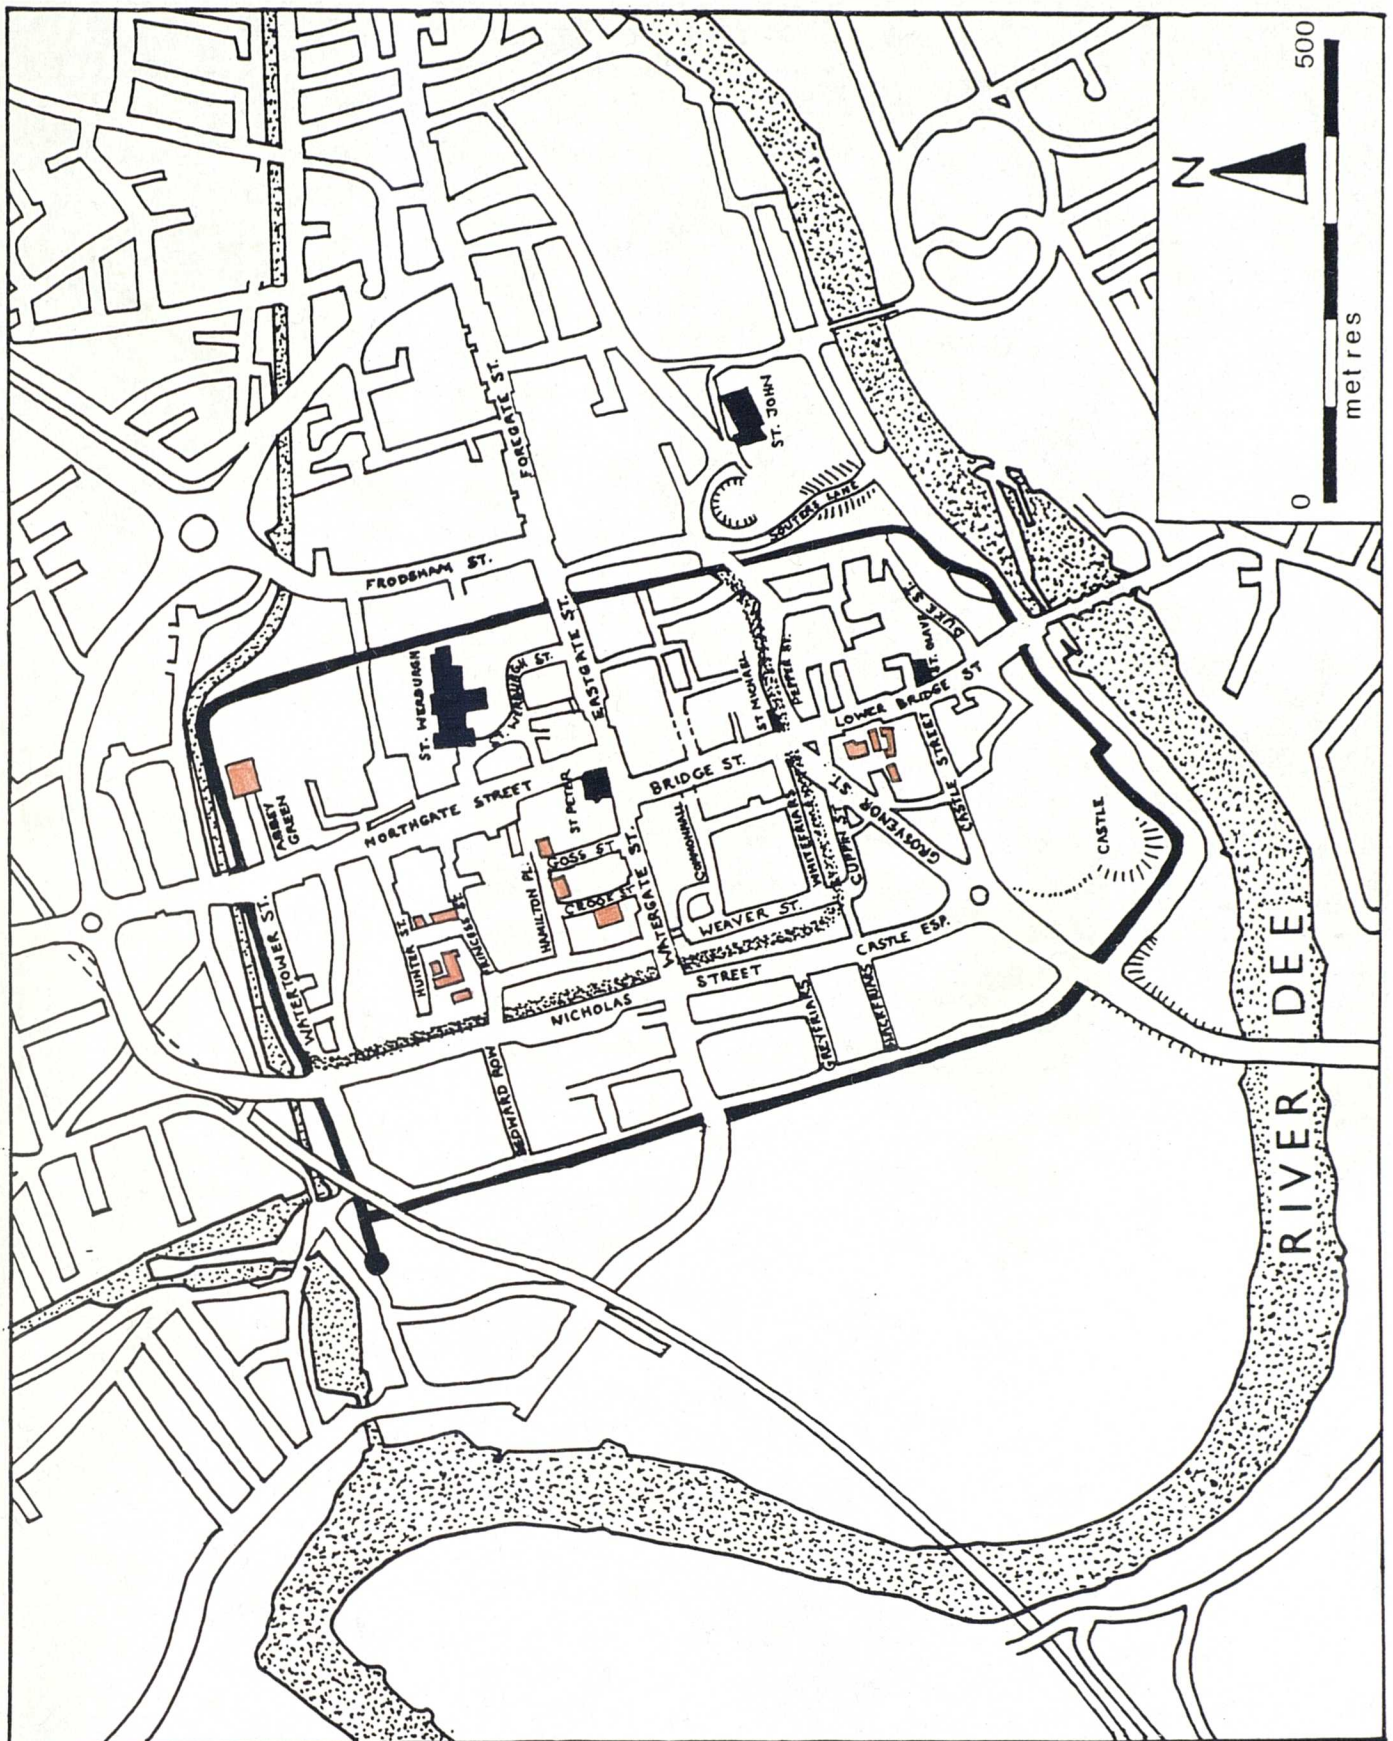 500
N
0
metres
FOREGATE ST.
ST. JOHN
SOUTERS LANE
FRODSHAM ST.
ST. WERBURGH
WERBURGH ST.
EASTGATE ST.
ST MICHAEL
PEPPER ST.
DUKE ST.
ST. OLAVE
LOWER BRIDGE ST
ABBEY
GREEN
NORTHGATE STREET
ST PETER
BRIDGE ST.
GROSVENOR ST.
CASTLE STREET
CASTLE
WATERTOWER ST.
HUNTER ST.
PRINCESS ST.
HAMILTON PL.
GOSS ST.
CROOK ST.
WATERGATE ST.
COMMONHALL
WHITEFRIARS
CUPPIN ST.
WEAVER ST.
CASTLE ESP.
NICHOLAS STREET
GREYFRIARS
BLACKFRIARS
BEDWARD ROW
RIVER DEE